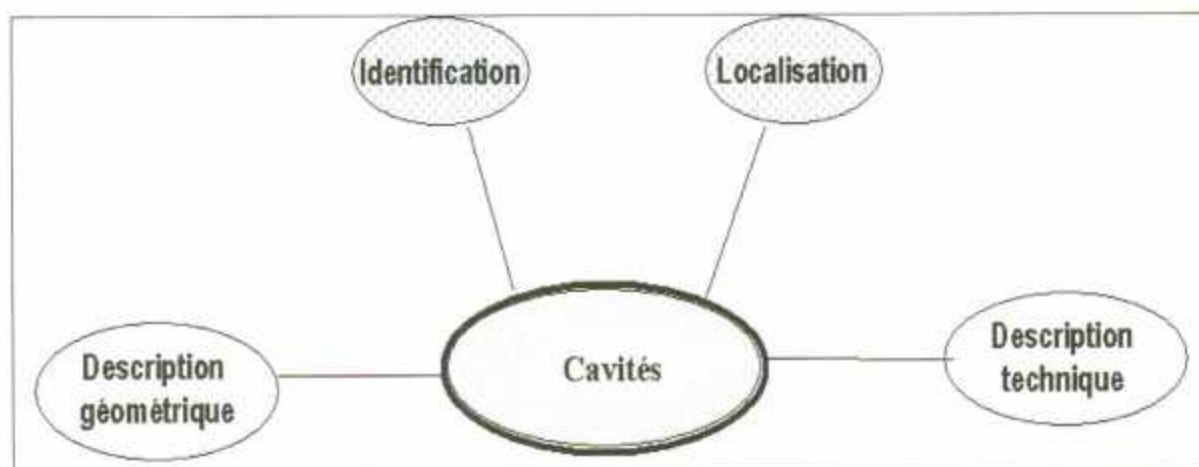 Identification
Localisation
Description
géométrique
Cavités
Description
technique